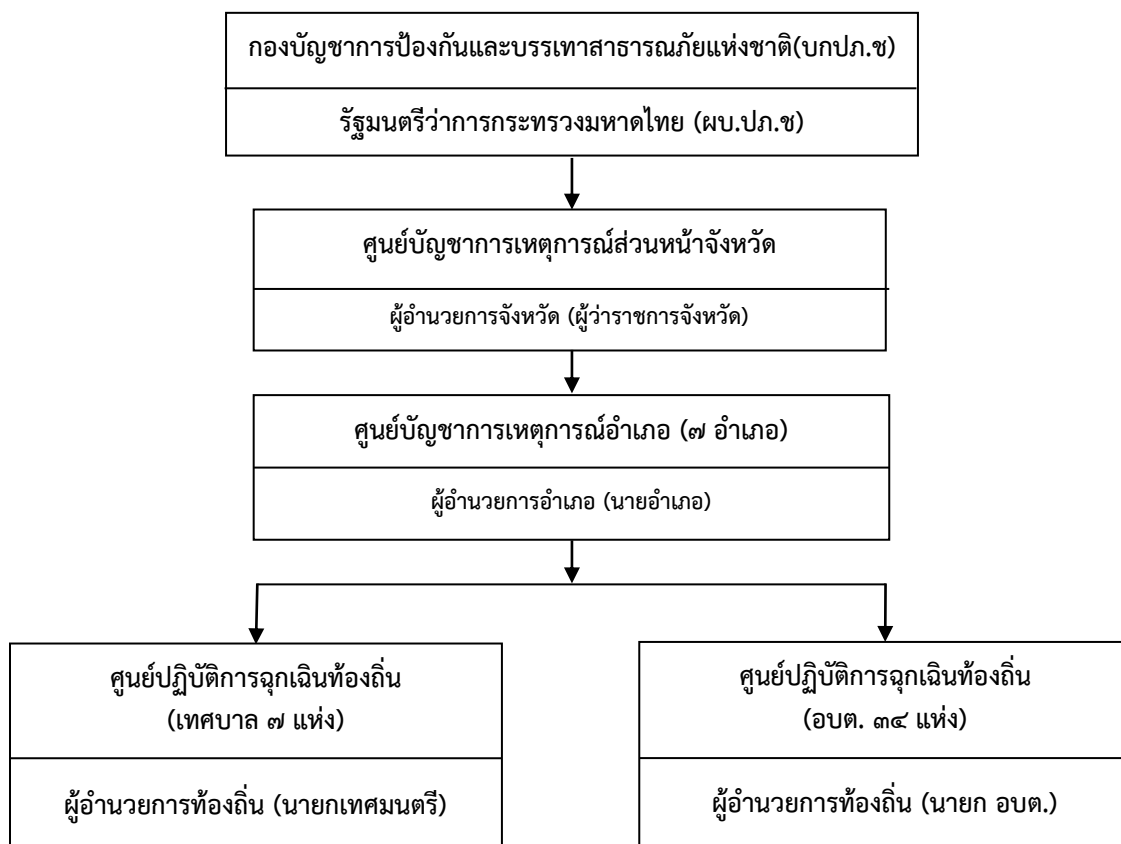 กองบัญชาการป้องกันและบรรเทาสาธารณภัยแห่งชาติ(บกปภ.ช)
รัฐมนตรีว่าการกระทรวงมหาดไทย (ผบ.ปภ.ช)
ศูนย์บัญชาการเหตุการณ์ส่วนหน้าจังหวัด
ผู้อำนวยการจังหวัด (ผู้ว่าราชการจังหวัด)
ศูนย์บัญชาการเหตุการณ์อำเภอ (๗ อำเภอ)
ผู้อำนวยการอำเภอ (นายอำเภอ)
ศูนย์ปฏิบัติการฉุกเฉินท้องถิ่น
(เทศบาล ๗ แห่ง)
ผู้อำนวยการท้องถิ่น (นายกเทศมนตรี)
ศูนย์ปฏิบัติการฉุกเฉินท้องถิ่น
(อบต. ๓๔ แห่ง)
ผู้อำนวยการท้องถิ่น (นายก อบต.)